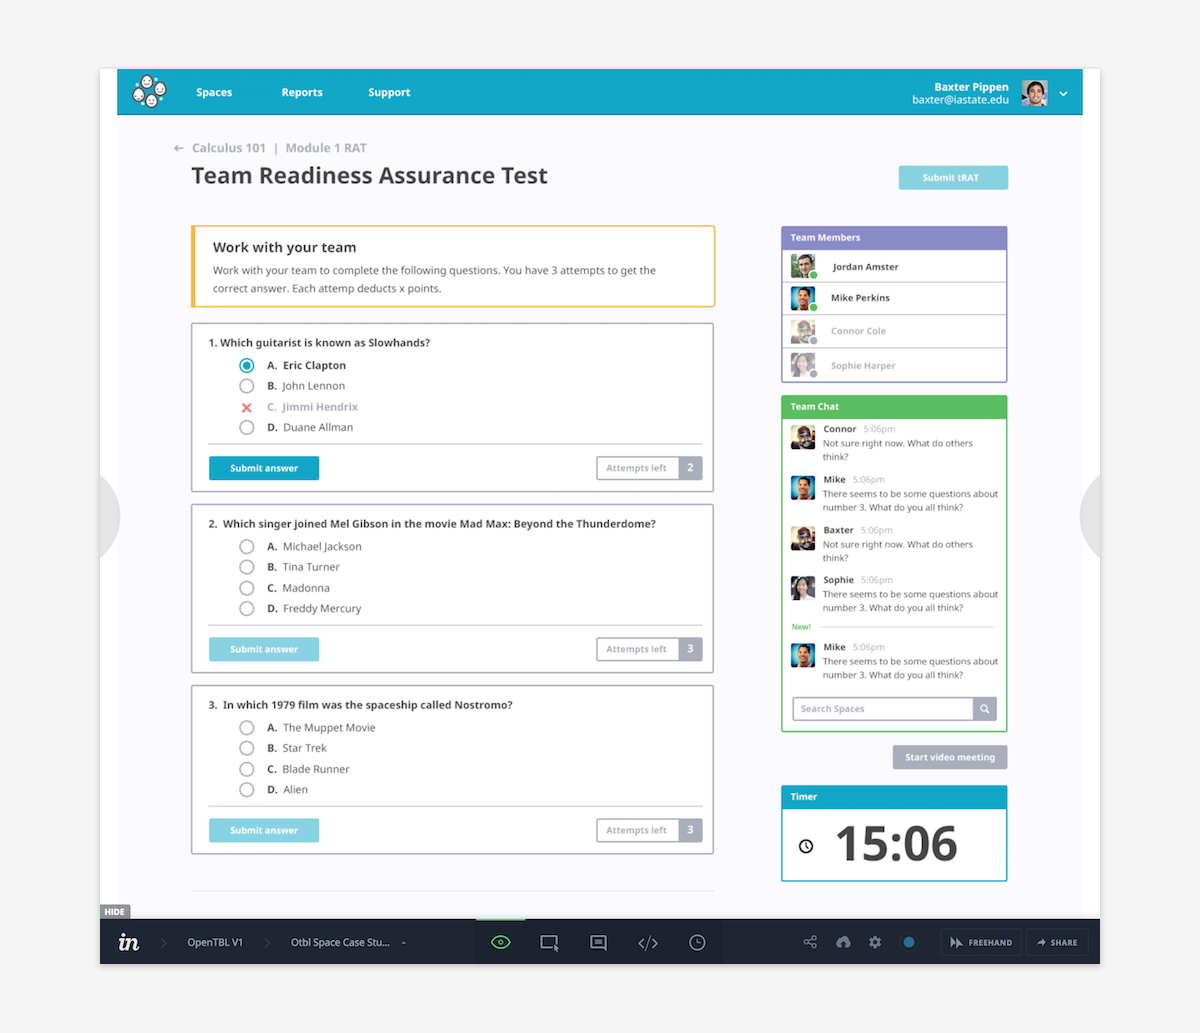 Spaces Reports Support
Baxter Pippen
baxter@iastate.edu
← Calculus 101 | Module 1 RAT
Team Readiness Assurance Test
Submit tRAT
Work with your team
Work with your team to complete the following questions. You have 3 attempts to get the
correct answer. Each attemp deducts x points.
1. Which guitarist is known as Slowhands?
A. Eric Clapton
B. John Lennon
C. Jimmi Hendrix
D. Duane Allman
Submit answer
Attempts left 2
2. Which singer joined Mel Gibson in the movie Mad Max: Beyond the Thunderdome?
A. Michael Jackson
B. Tina Turner
C. Madonna
D. Freddy Mercury
Submit answer
Attempts left 3
3. In which 1979 film was the spaceship called Nostromo?
A. The Muppet Movie
B. Star Trek
C. Blade Runner
D. Alien
Submit answer
Attempts left 3
Team Members
Jordan Amster
Mike Perkins
Connor Cole
Sophie Harper
Team Chat
Connor 5:06pm
Not sure right now. What do others
think?
Mike 5:06pm
There seems to be some questions about
number 3. What do you all think?
Baxter 5:06pm
Not sure right now. What do others
think?
Sophie 5:06pm
There seems to be some questions about
number 3. What do you all think?
New!
Mike 5:06pm
There seems to be some questions about
number 3. What do you all think?
Search Spaces
Start video meeting
Timer
15:06
HIDE
in OpenTBL V1 Otbl Space Case Stu... FREEHAND SHARE